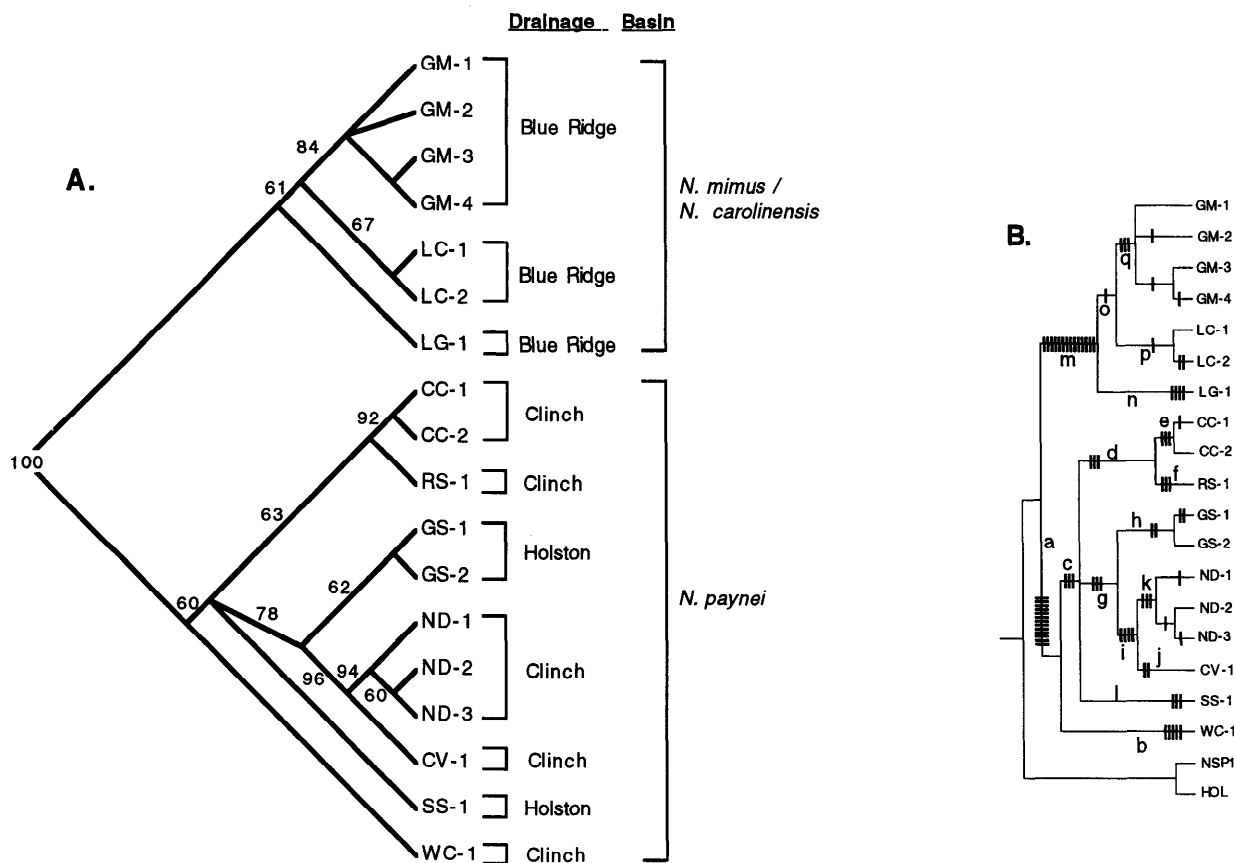 Drainage Basin
A.
GM-1
GM-2
GM-3
GM-4
LC-1
LC-2
LG-1
CC-1
CC-2
RS-1
GS-1
GS-2
ND-1
ND-2
ND-3
CV-1
SS-1
WC-1
84
61
67
100
92
63
62
60
78
94
96
60
Blue Ridge
Blue Ridge
Blue Ridge
Clinch
Clinch
Holston
Clinch
Clinch
Holston
Clinch
N. mimus /
N. carolinensis
N. paynei
B.
GM-1
GM-2
GM-3
GM-4
LC-1
LC-2
LG-1
CC-1
CC-2
RS-1
GS-1
GS-2
ND-1
ND-2
ND-3
CV-1
SS-1
WC-1
NSP1
HOL
q
o
p
m
n
e
d
f
h
a
c
g
k
i
j
l
b